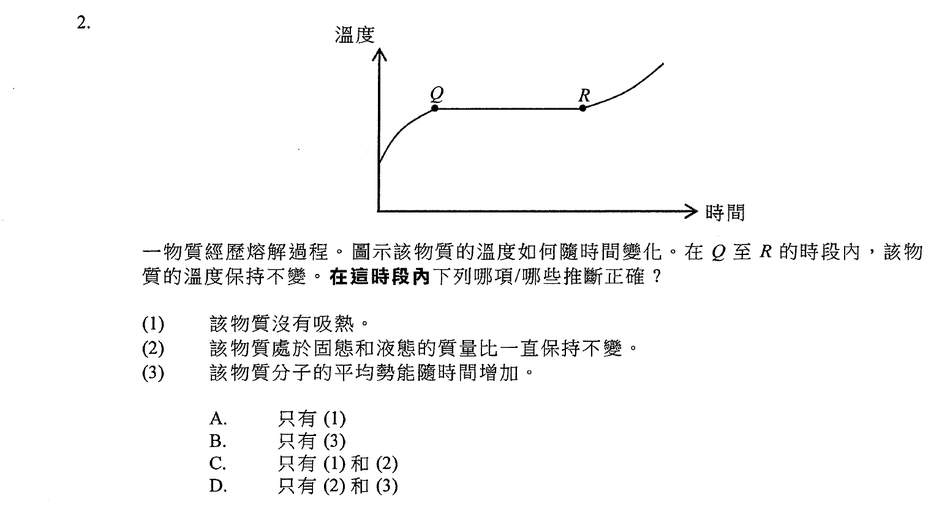 2.
溫度
Q
R
時間
一物質經歷熔解過程。圖示該物質的溫度如何隨時間變化。在 Q 至 R 的時段內，該物
質的溫度保持不變。在這時段內下列哪項/哪些推斷正確？
(1) 該物質沒有吸熱。
(2) 該物質處於固態和液態的質量比一直保持不變。
(3) 該物質分子的平均勢能隨時間增加。
A. 只有 (1)
B. 只有 (3)
C. 只有 (1) 和 (2)
D. 只有 (2) 和 (3)